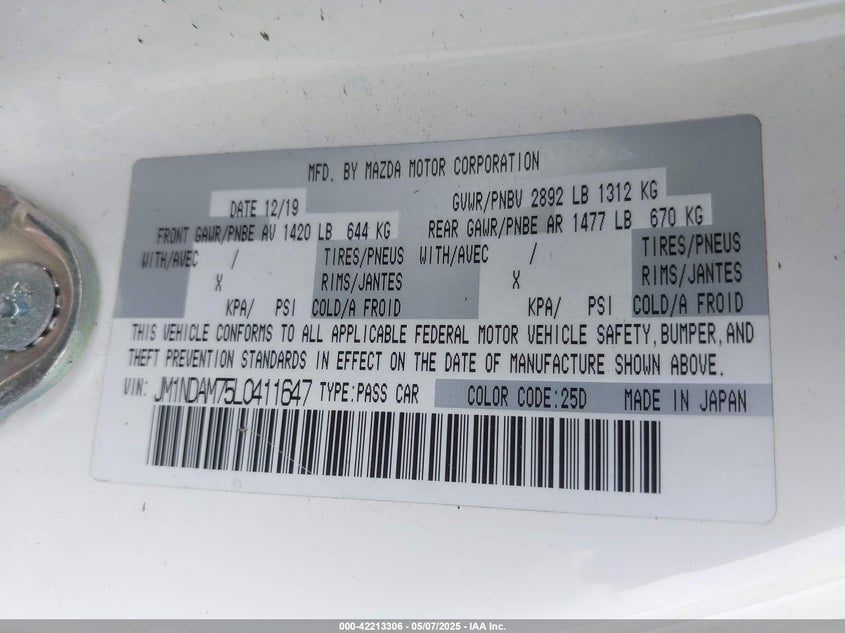 MFD. BY MAZDA MOTOR CORPORATION
DATE 12/19 GVWR/PNBV 2892 LB 1312 KG
FRONT GAWR/PNBE AV 1420 LB 644 KG REAR GAWR/PNBE AR 1477 LB 670 KG
WITH/AVEC / TIRES/PNEUS WITH/AVEC / TIRES/PNEUS
X RIMS/JANTES X RIMS/JANTES
KPA/ PSI COLD/A FROID KPA/ PSI COLD/A FROID
THIS VEHICLE CONFORMS TO ALL APPLICABLE FEDERAL MOTOR VEHICLE SAFETY, BUMPER, AND
THEFT PREVENTION STANDARDS IN EFFECT ON THE DATE OF MANUFACTURE SHOWN ABOVE.
VIN: JM1NDAM75L0411647 TYPE:PASS CAR COLOR CODE:25D MADE IN JAPAN
000-42213306 - 05/07/2025 - IAA Inc.